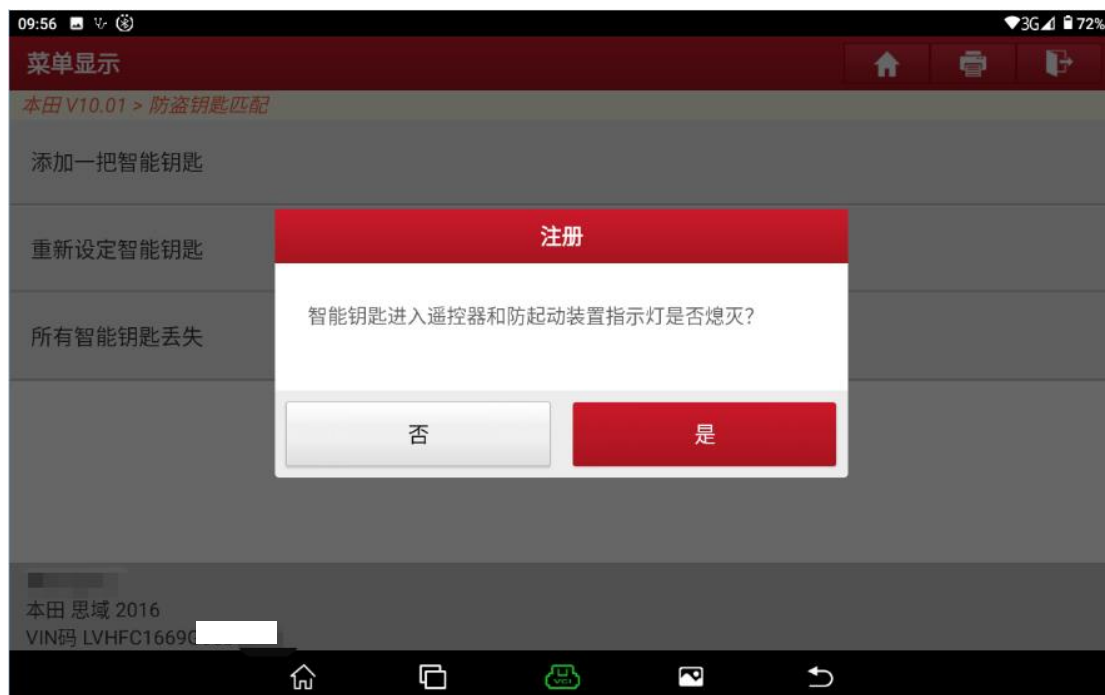 09:56
3G 72%
菜单显示
本田 V10.01 > 防盗钥匙匹配
添加一把智能钥匙
重新设定智能钥匙
所有智能钥匙丢失
注册
智能钥匙进入遥控器和防起动装置指示灯是否熄灭?
否
是
本田 思域 2016
VIN码 LVHFC1669G
VCI